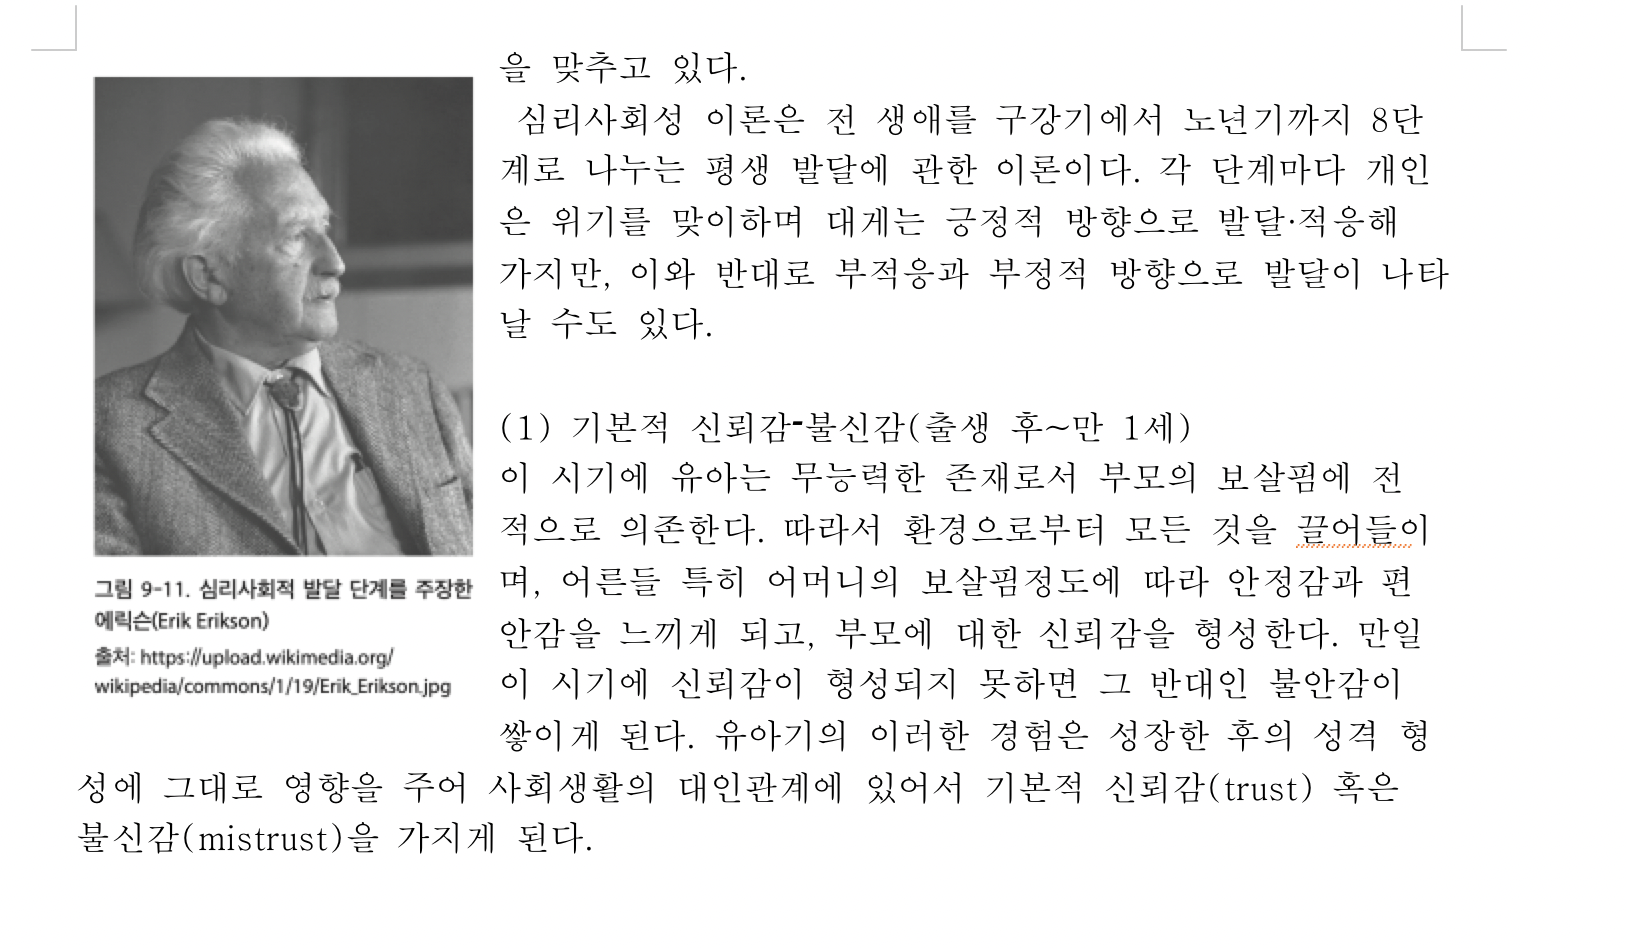 을 맞추고 있다.
심리사회성 이론은 전 생애를 구강기에서 노년기까지 8단
계로 나누는 평생 발달에 관한 이론이다. 각 단계마다 개인
은 위기를 맞이하며 대게는 긍정적 방향으로 발달·적응해
가지만, 이와 반대로 부적응과 부정적 방향으로 발달이 나타
날 수도 있다.
(1) 기본적 신뢰감-불신감(출생 후~만 1세)
이 시기에 유아는 무능력한 존재로서 부모의 보살핌에 전
적으로 의존한다. 따라서 환경으로부터 모든 것을 끌어들이
며, 어른들 특히 어머니의 보살핌정도에 따라 안정감과 편
안감을 느끼게 되고, 부모에 대한 신뢰감을 형성한다. 만일
이 시기에 신뢰감이 형성되지 못하면 그 반대인 불안감이
쌓이게 된다. 유아기의 이러한 경험은 성장한 후의 성격 형
성에 그대로 영향을 주어 사회생활의 대인관계에 있어서 기본적 신뢰감(trust) 혹은
불신감(mistrust)을 가지게 된다.
그림 9-11. 심리사회적 발달 단계를 주장한
에릭슨(Erik Erikson)
출처: https://upload.wikimedia.org/
wikipedia/commons/1/19/Erik_Erikson.jpg